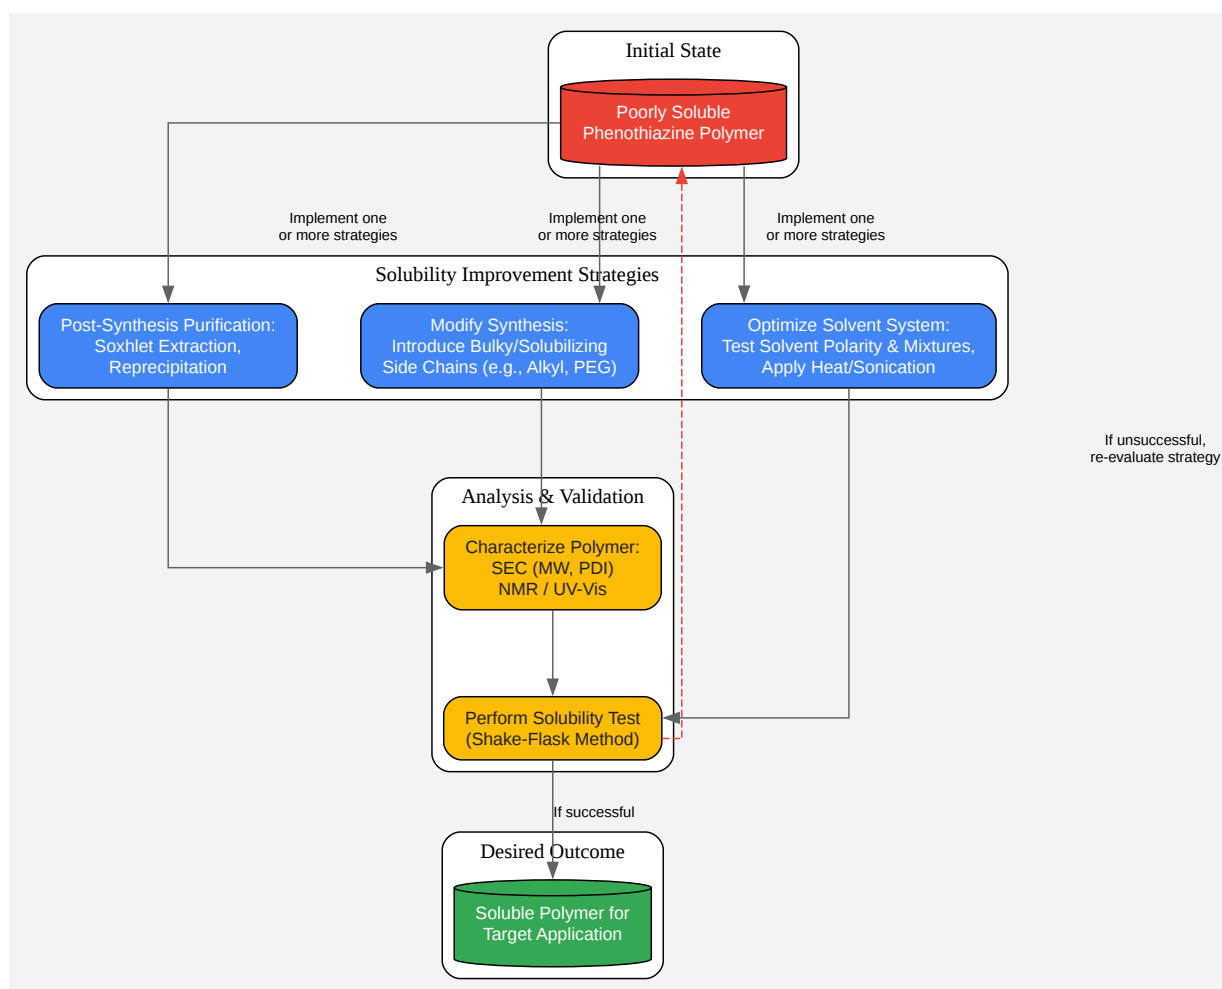 Initial State
Poorly Soluble
Phenothiazine Polymer
Implement one
or more strategies
Implement one
or more strategies
Implement one
or more strategies
Solubility Improvement Strategies
Post-Synthesis Purification:
Soxhlet Extraction,
Reprecipitation
Modify Synthesis:
Introduce Bulky/Solubilizing
Side Chains (e.g., Alkyl, PEG)
Optimize Solvent System:
Test Solvent Polarity & Mixtures,
Apply Heat/Sonication
If unsuccessful,
re-evaluate strategy
Analysis & Validation
Characterize Polymer:
SEC (MW, PDI)
NMR / UV-Vis
Perform Solubility Test
(Shake-Flask Method)
If successful
Desired Outcome
Soluble Polymer for
Target Application